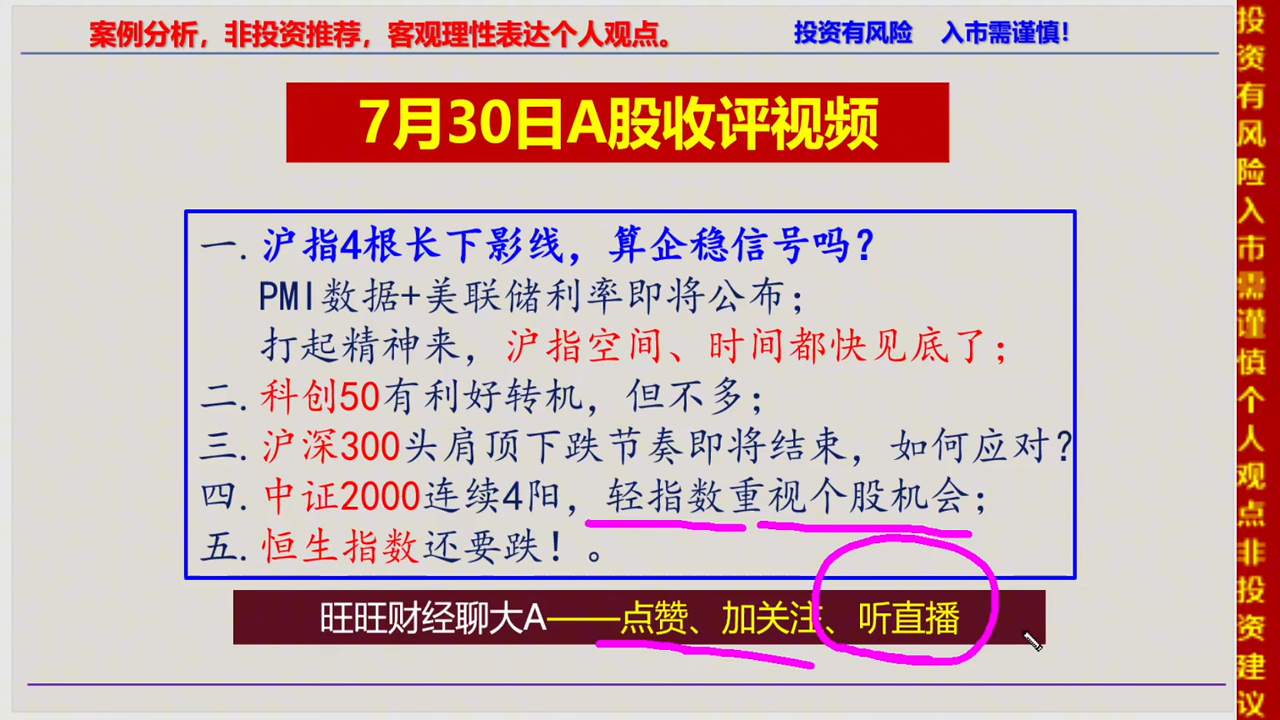 案例分析，非投资推荐，客观理性表达个人观点。
投资有风险 入市需谨慎！
7月30日A股收评视频
一.沪指4根长下影线，算企稳信号吗？
PMI数据+美联储利率即将公布；
打起精神来，沪指空间、时间都快见底了；
二.科创50有利好转机，但不多；
三.沪深300头肩顶下跌节奏即将结束，如何应对？
四.中证2000连续4阳，轻指数重视个股机会；
五.恒生指数还要跌！。
旺旺财经聊大A——点赞、加关注、听直播
投资有风险入市需谨慎个人观点非投资建议